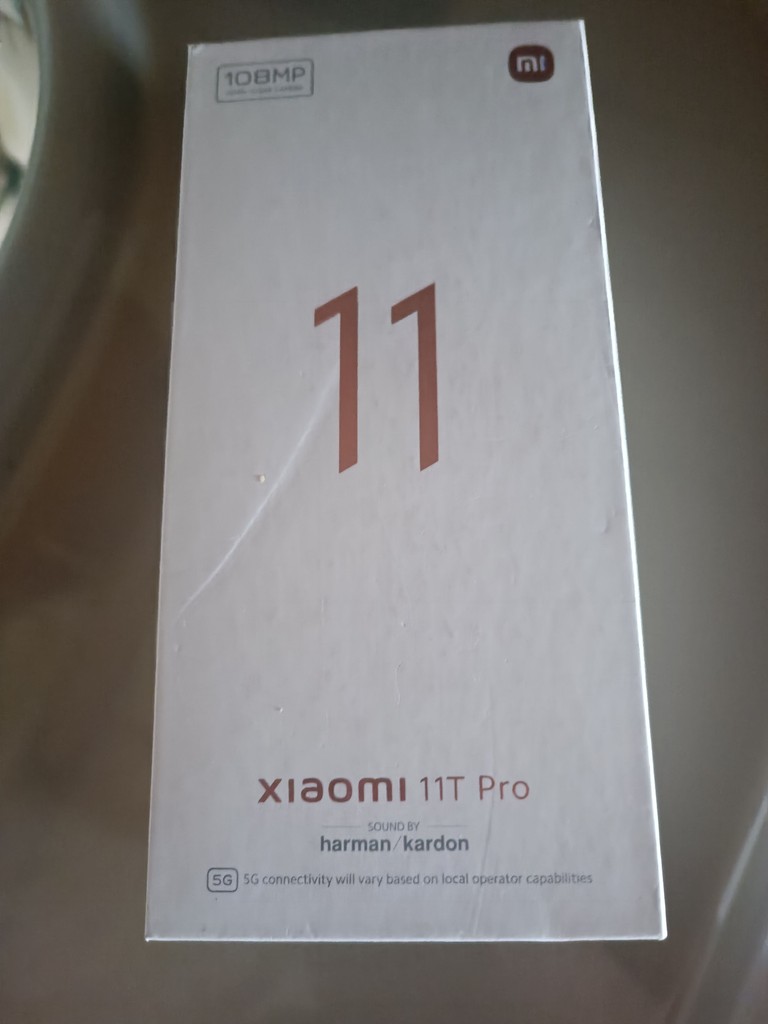 108MP
mi
11
xiaomi 11T Pro
SOUND BY
harman/kardon
5G 5G connectivity will vary based on local operator capabilities